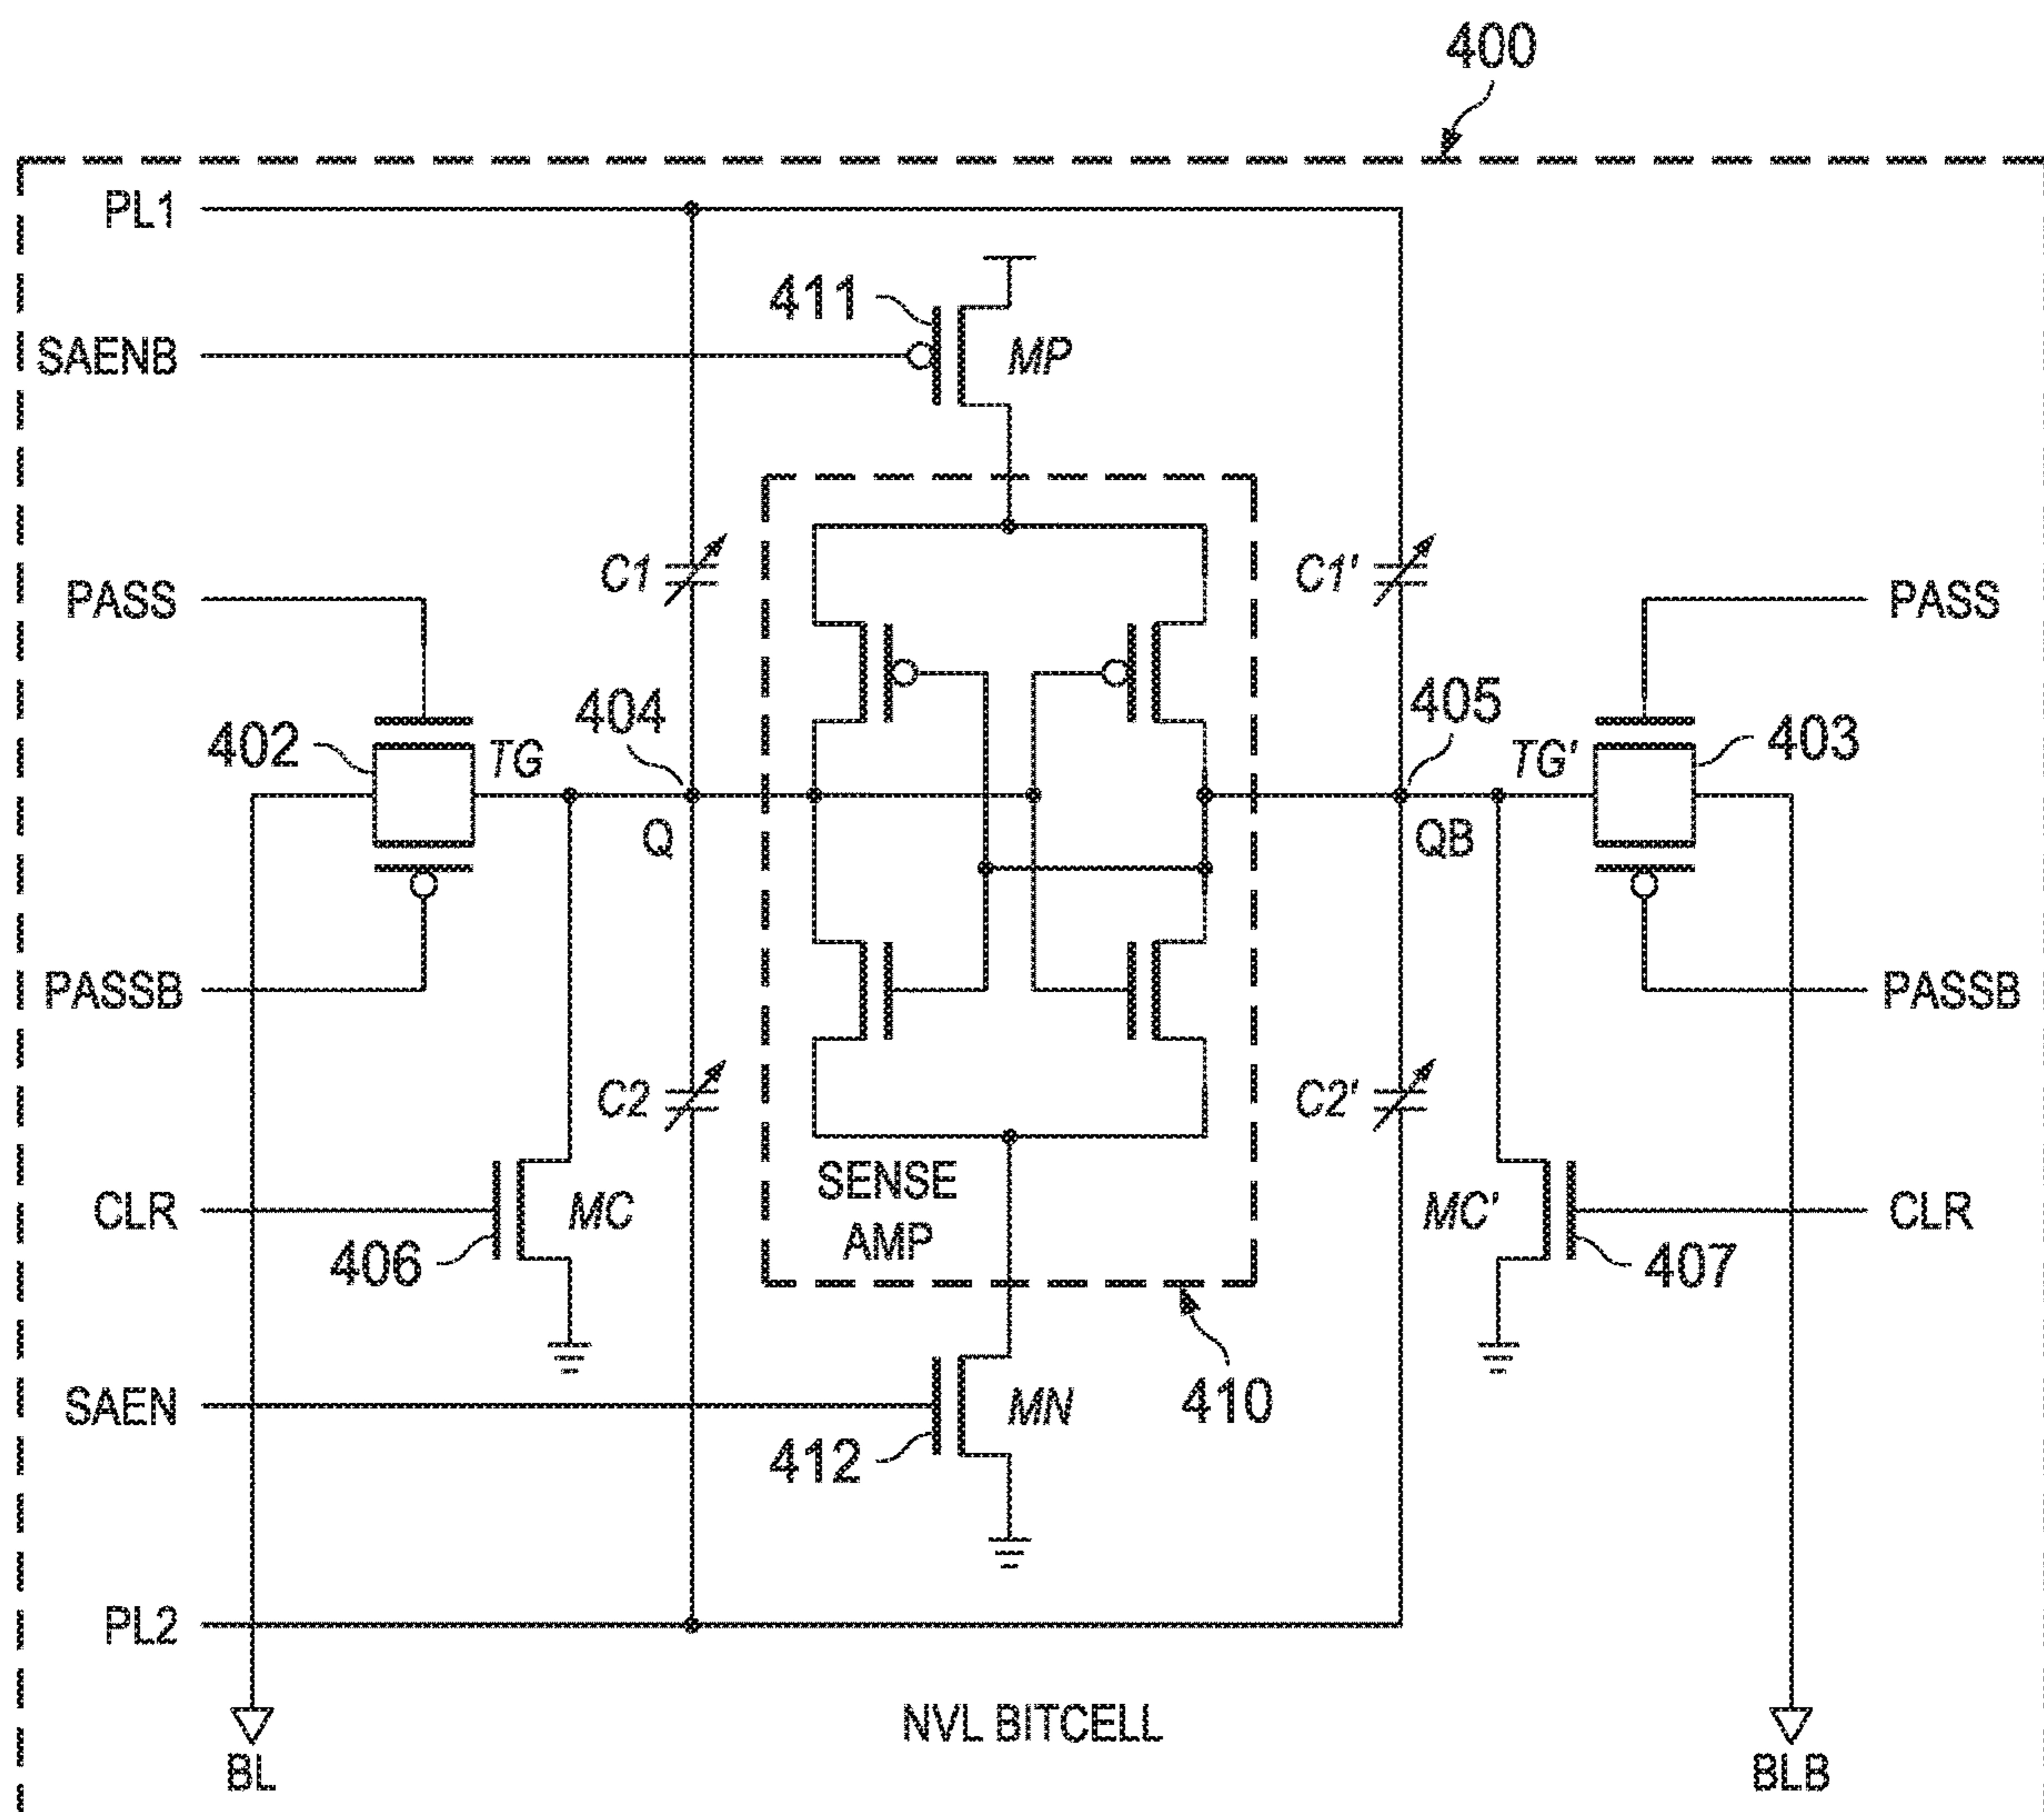 400
PL1
411
SAENB
MP
C1
C1'
PASS
PASS
404
405
402
TG
TG'
403
Q
QB
PASSB
PASSB
C2
C2'
SENSE
AMP
CLR
MC
MC'
CLR
406
407
SAEN
MN
410
412
PL2
NVL BITCELL
BL
BLB